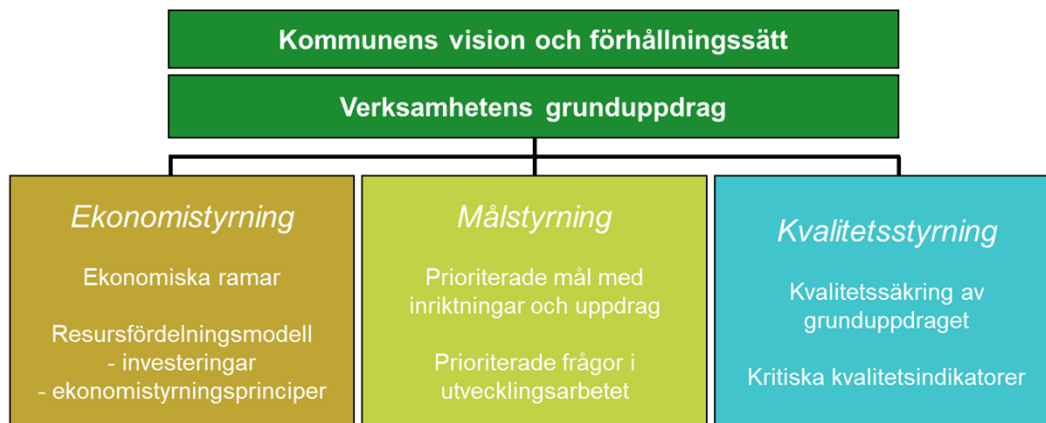 Kommunens vision och förhållningssätt
Verksamhetens grunduppdrag
Ekonomistyrning
Ekonomiska ramar
Resursfördelningsmodell
- investeringar
- ekonomistyrningsprinciper
Målstyrning
Prioriterade mål med
inriktningar och uppdrag
Prioriterade frågor i
utvecklingsarbetet
Kvalitetsstyrning
Kvalitetssäkring av
grunduppdraget
Kritiska kvalitetsindikatorer